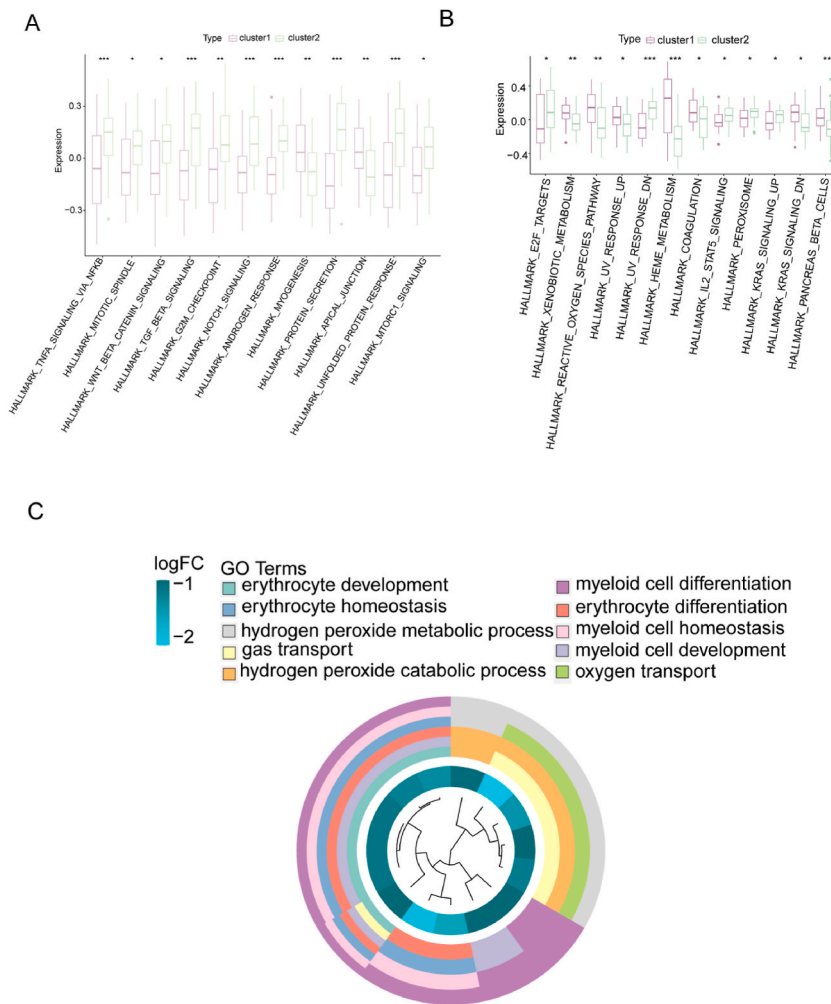 A
Type cluster1 cluster2
*** * * *** ** *** *** ** *** ** *** *
Expression
0.3
0.0
−0.3
HALLMARK_TNFA_SIGNALING_VIA_NFKB
HALLMARK_MITOTIC_SPINDLE
HALLMARK_WNT_BETA_CATENIN_SIGNALING
HALLMARK_TGF_BETA_SIGNALING
HALLMARK_G2M_CHECKPOINT
HALLMARK_NOTCH_SIGNALING
HALLMARK_ANDROGEN_RESPONSE
HALLMARK_MYOGENESIS
HALLMARK_PROTEIN_SECRETION
HALLMARK_APICAL_JUNCTION
HALLMARK_UNFOLDED_PROTEIN_RESPONSE
HALLMARK_MTORC1_SIGNALING
B
Type cluster1 cluster2
* ** ** * *** *** * * * * * **
Expression
0.4
0.0
−0.4
HALLMARK_E2F_TARGETS
HALLMARK_XENOBIOTIC_METABOLISM
HALLMARK_REACTIVE_OXYGEN_SPECIES_PATHWAY
HALLMARK_UV_RESPONSE_UP
HALLMARK_UV_RESPONSE_DN
HALLMARK_HEME_METABOLISM
HALLMARK_COAGULATION
HALLMARK_IL2_STAT5_SIGNALING
HALLMARK_PEROXISOME
HALLMARK_KRAS_SIGNALING_UP
HALLMARK_KRAS_SIGNALING_DN
HALLMARK_PANCREAS_BETA_CELLS
C
logFC
−1
−2
GO Terms
erythrocyte development
erythrocyte homeostasis
hydrogen peroxide metabolic process
gas transport
hydrogen peroxide catabolic process
myeloid cell differentiation
erythrocyte differentiation
myeloid cell homeostasis
myeloid cell development
oxygen transport